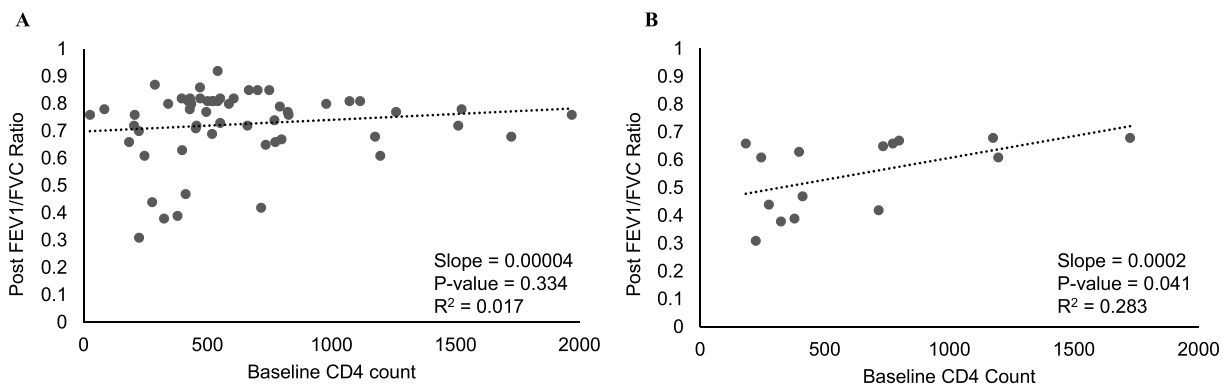 A
1
0.9
0.8
0.7
0.6
0.5
0.4
0.3
0.2
0.1
0
Post FEV1/FVC Ratio
Slope = 0.00004
P-value = 0.334
R² = 0.017
0 500 1000 1500 2000
Baseline CD4 count
B
1
0.9
0.8
0.7
0.6
0.5
0.4
0.3
0.2
0.1
0
Post FEV1/FVC Ratio
Slope = 0.0002
P-value = 0.041
R² = 0.283
0 500 1000 1500 2000
Baseline CD4 Count